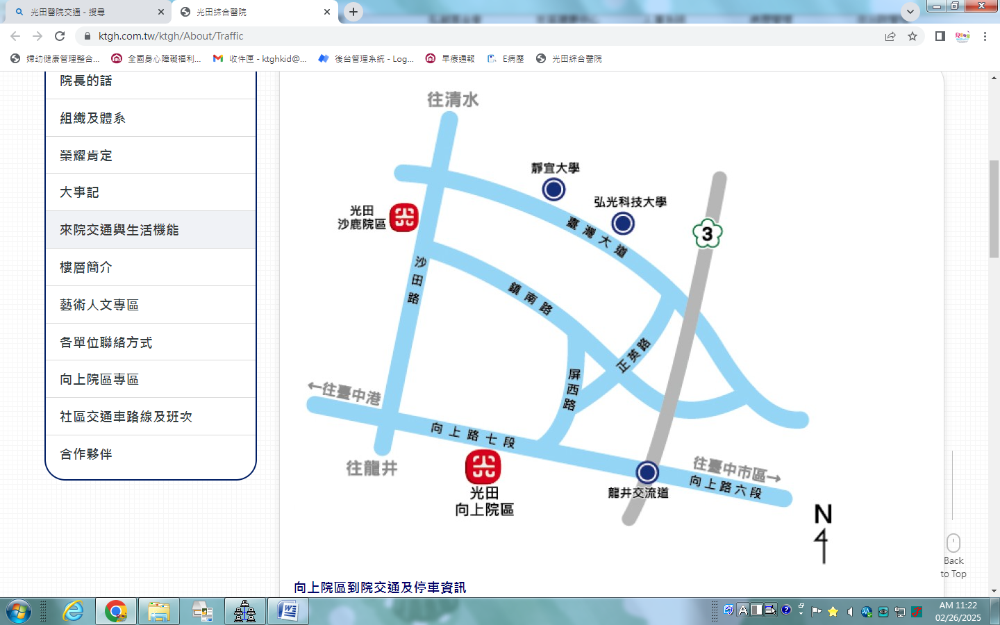 光田醫院交通 - 搜尋
光田綜合醫院
ktgh.com.tw/ktgh/About/Traffic
婦幼健康管理整合...
全國身心障礙福利...
收件匣 - ktghkid@...
後台管理系統 - Log...
早療通報
E病歷
光田綜合醫院
院長的話
組織及體系
榮耀肯定
大事記
來院交通與生活機能
樓層簡介
藝術人文專區
各單位聯絡方式
向上院區專區
社區交通車路線及班次
合作夥伴
往清水
靜宜大學
弘光科技大學
光田
沙鹿院區
臺灣大道
3
沙田路
鎮南路
正英路
屏西路
←往臺中港
向上路七段
往龍井
光田
向上院區
龍井交流道
往臺中市區→
向上路六段
N
Back
to Top
向上院區到院交通及停車資訊
AM 11:22
02/26/2025